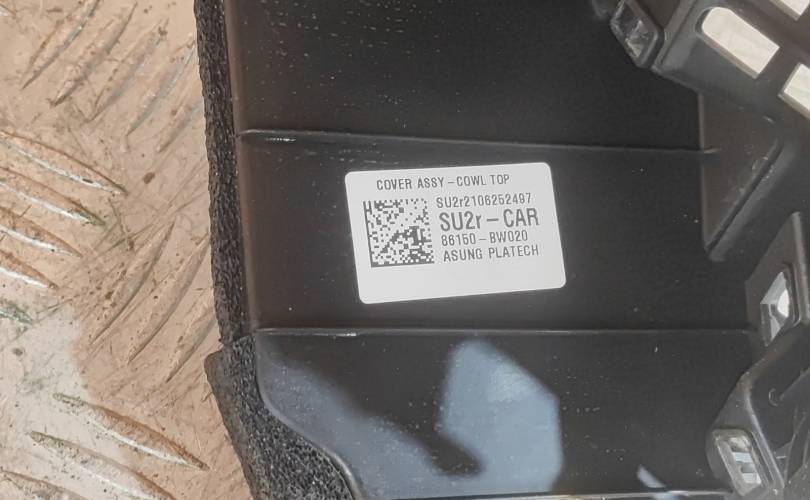 COVER ASSY-COWL TOP
SU2r2106252497
SU2r-CAR
86150-BW020
ASUNG PLATECH